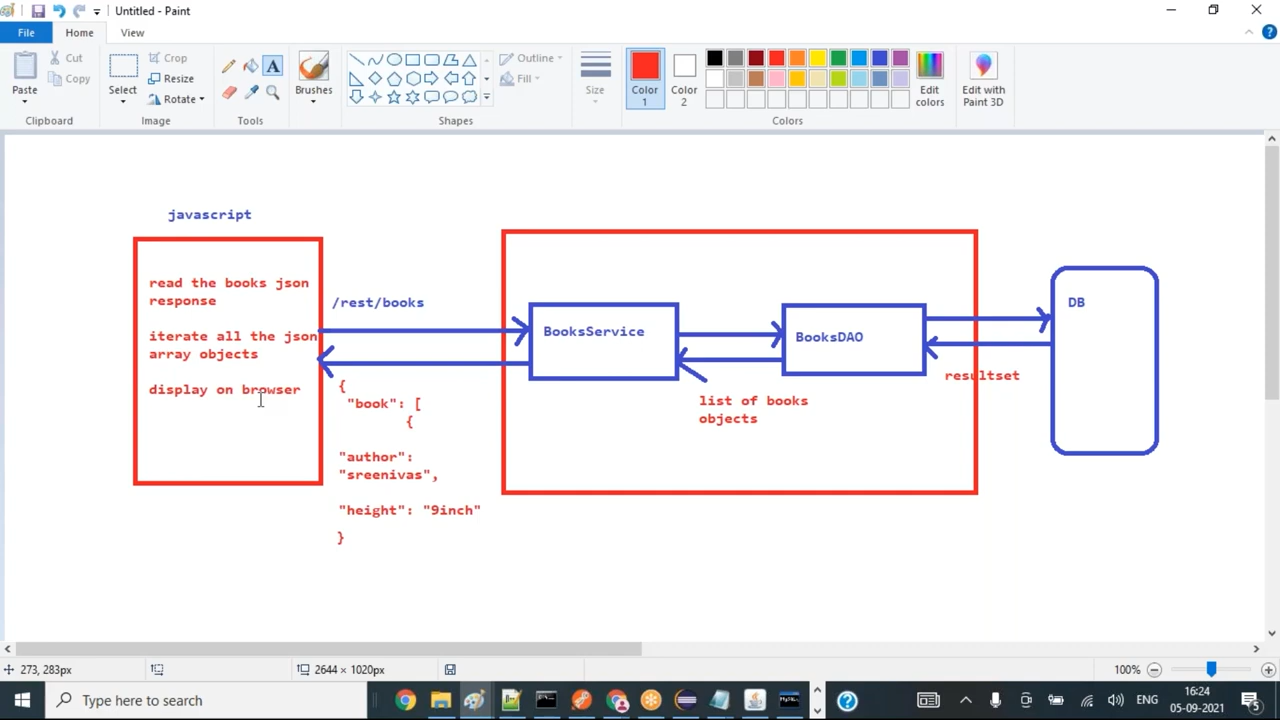 Untitled - Paint
File
Home
View
Paste
Cut
Copy
Clipboard
Select
Crop
Resize
Rotate
Image
A
Tools
Brushes
Shapes
Outline
Fill
Size
Color
1
Color
2
Edit
colors
Colors
Edit with
Paint 3D
javascript
read the books json
response
iterate all the json
array objects
display on browser
/rest/books
{
"book": [
{
"author":
"sreenivas",
"height": "9inch"
}
BooksService
list of books
objects
BooksDAO
resultset
DB
273, 283px
2644 × 1020px
100%
Type here to search
ENG
16:24
05-09-2021
5